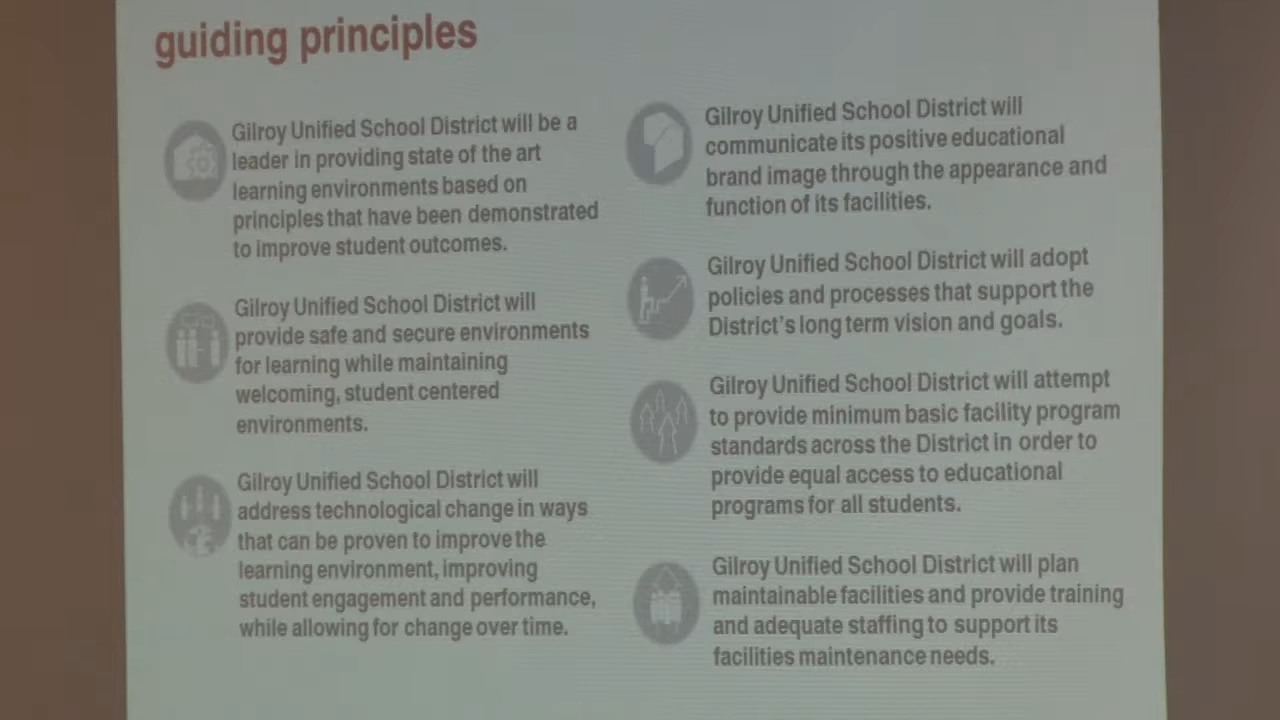 guiding principles
Gilroy Unified School District will be a
leader in providing state of the art
learning environments based on
principles that have been demonstrated
to improve student outcomes.
Gilroy Unified School District will
provide safe and secure environments
for learning while maintaining
welcoming, student centered
environments.
Gilroy Unified School District will
address technological change in ways
that can be proven to improve the
learning environment, improving
student engagement and performance,
while allowing for change over time.
Gilroy Unified School District will
communicate its positive educational
brand image through the appearance and
function of its facilities.
Gilroy Unified School District will adopt
policies and processes that support the
District's long term vision and goals.
Gilroy Unified School District will attempt
to provide minimum basic facility program
standards across the District in order to
provide equal access to educational
programs for all students.
Gilroy Unified School District will plan
maintainable facilities and provide training
and adequate staffing to support its
facilities maintenance needs.